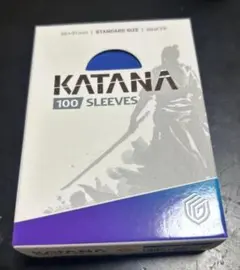 STANDARD SIZE
KATANA
100 SLEEVES